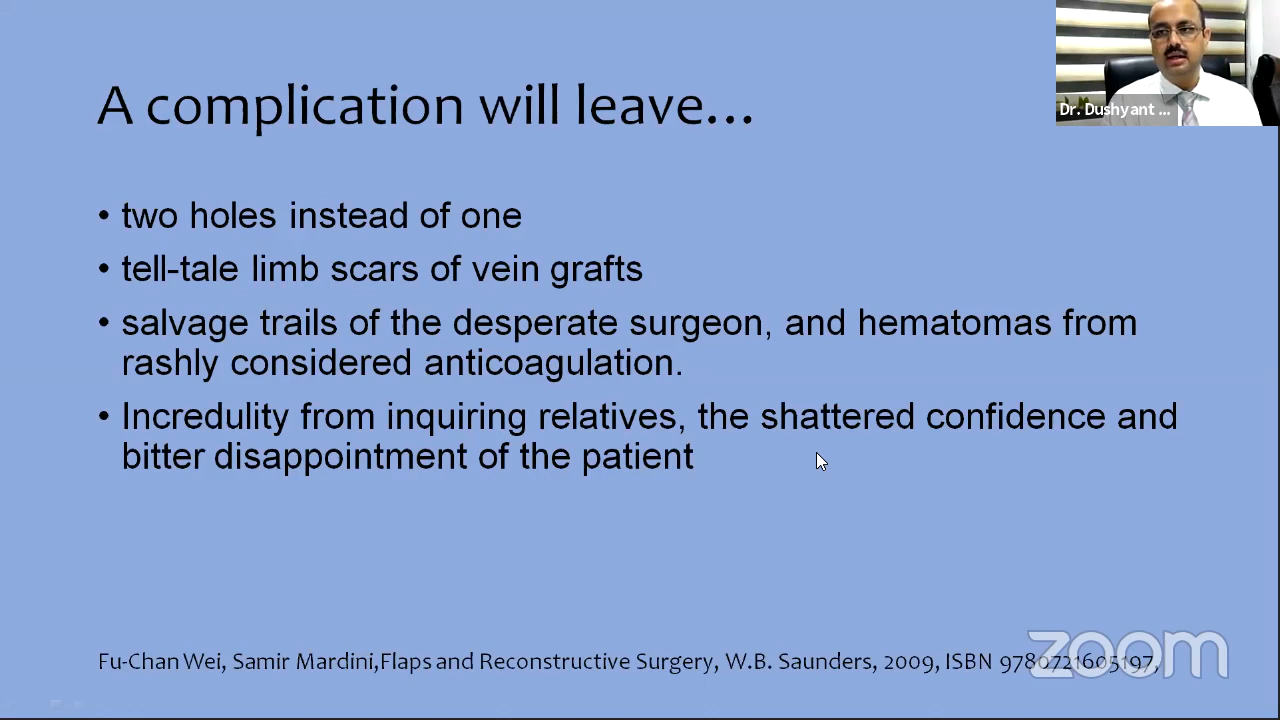 A complication will leave...
Dr. Dushyant ...
• two holes instead of one
• tell-tale limb scars of vein grafts
• salvage trails of the desperate surgeon, and hematomas from
rashly considered anticoagulation.
• Incredulity from inquiring relatives, the shattered confidence and
bitter disappointment of the patient
Fu-Chan Wei, Samir Mardini,Flaps and Reconstructive Surgery, W.B. Saunders, 2009, ISBN 9780721605197,
zoom